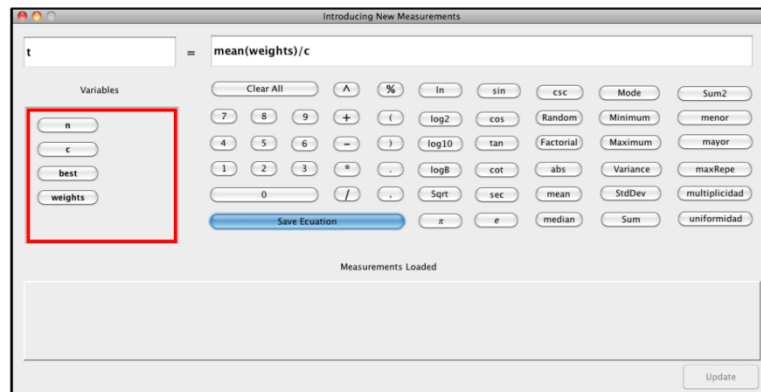 Introducing New Measurements
t = mean(weights)/c
Variables Clear All ^ % ln sin csc Mode Sum2
n 7 8 9 + ( log2 cos Random Minimum menor
c 4 5 6 - ) log10 tan Factorial Maximum mayor
best 1 2 3 * . log8 cot abs Variance maxRepe
weights 0 / , Sqrt sec mean StdDev multiplicidad
Save Ecuation π e median Sum uniformidad
Measurements Loaded
Update